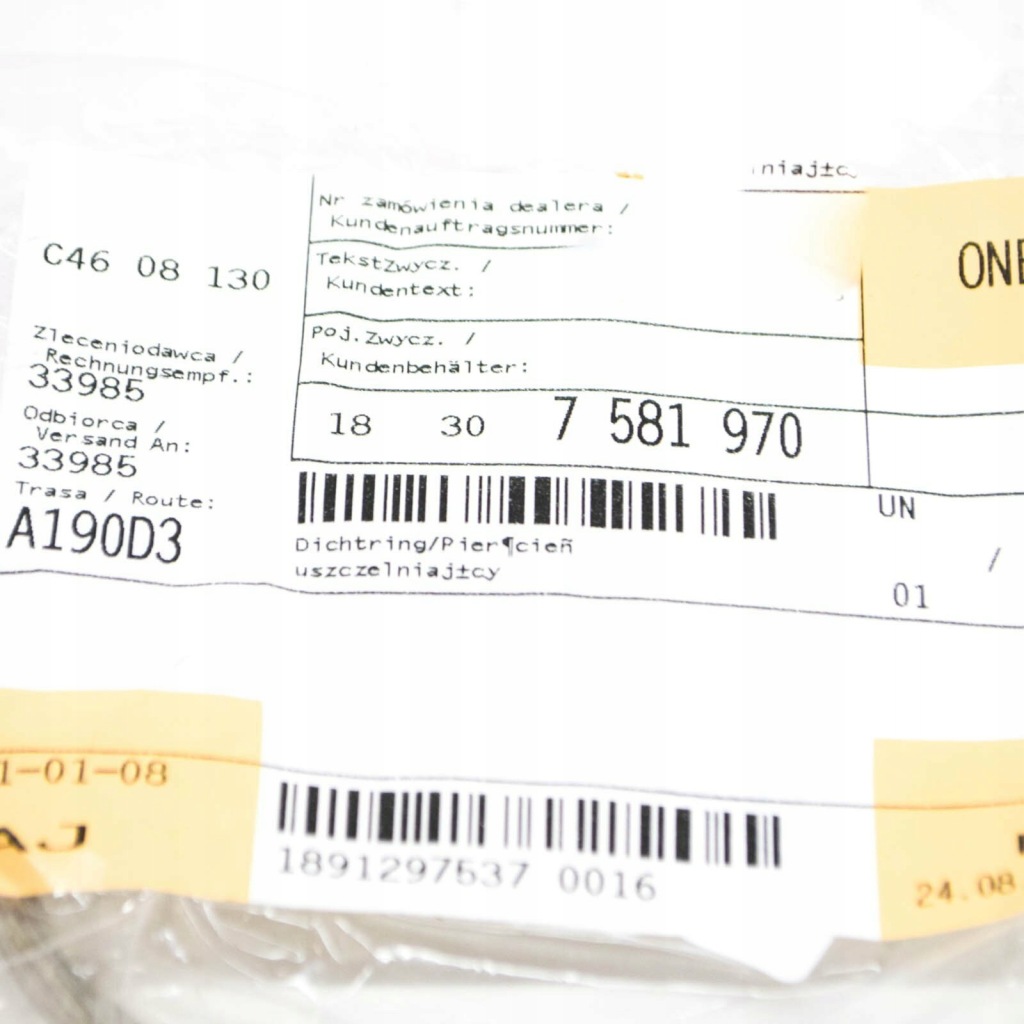 niaj±c
Nr zamówienia dealera /
Kundenauftragsnummer:
ONE
C46 08 130
TekstZwycz. /
Kundentext:
Zleceniodawca /
Rechnungsempf.:
33985
poj.Zwycz. /
Kundenbehälter:
Odbiorca /
Versand An:
33985
18 30 7 581 970
Trasa / Route:
A190D3
UN
Dichtring/Pier¶cieñ
uszczelniaj±cy
/
01
1-01-08
AJ
1891297537 0016
24.08